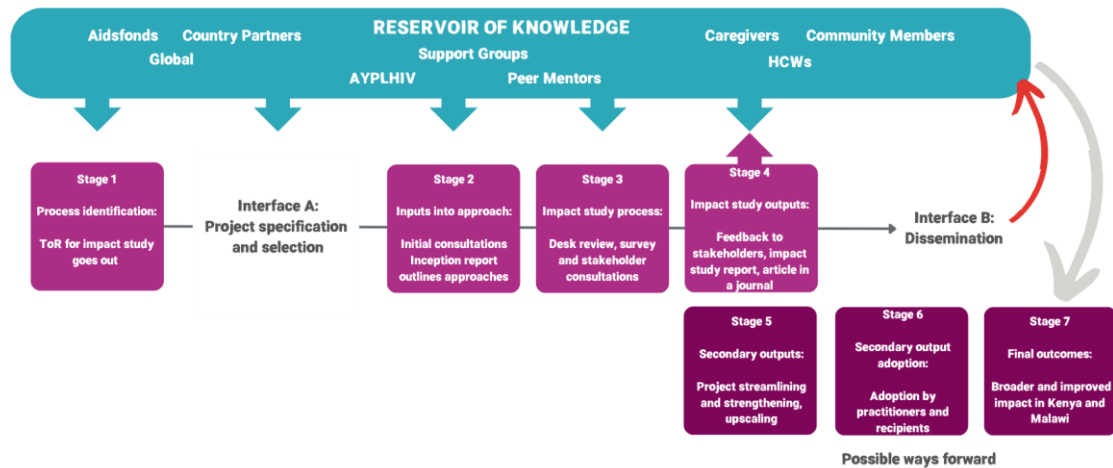 RESERVOIR OF KNOWLEDGE
Aidsfonds
Country Partners
Global
Support Groups
AYPLHIV
Peer Mentors
Caregivers
Community Members
HCWs
Stage 1
Process identification:
ToR for impact study
goes out
Interface A:
Project specification
and selection
Stage 2
Inputs into approach:
Initial consultations
Inception report
outlines approaches
Stage 3
Impact study process:
Desk review, survey
and stakeholder
consultations
Stage 4
Impact study outputs:
Feedback to
stakeholders, impact
study report, article in
a journal
Interface B:
Dissemination
Stage 5
Secondary outputs:
Project streamlining
and strengthening,
upscaling
Stage 6
Secondary output
adoption:
Adoption by
practitioners and
recipients
Stage 7
Final outcomes:
Broader and improved
impact in Kenya and
Malawi
Possible ways forward